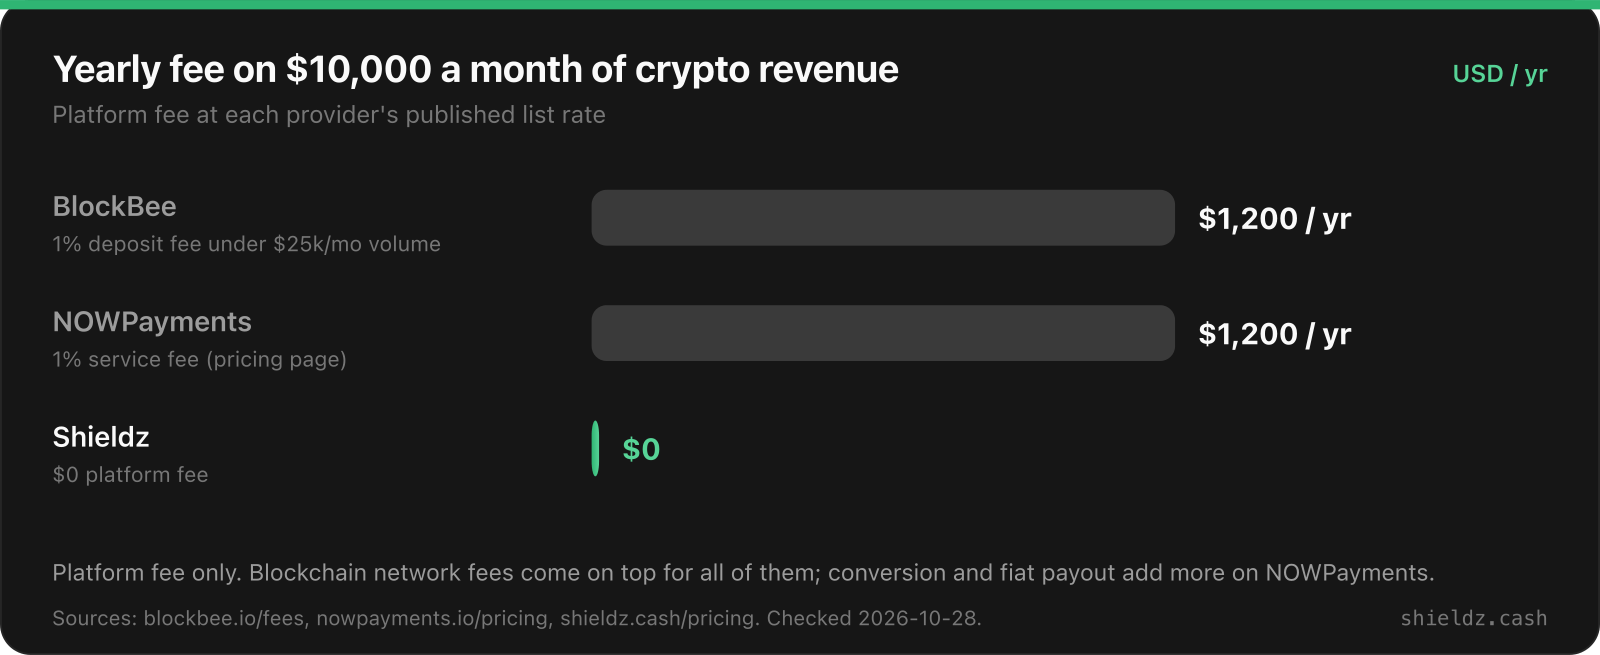 Yearly fee on $10,000 a month of crypto revenue
USD / yr
Platform fee at each provider's published list rate
BlockBee
1% deposit fee under $25k/mo volume
$1,200 / yr
NOWPayments
1% service fee (pricing page)
$1,200 / yr
Shieldz
$0 platform fee
$0
Platform fee only. Blockchain network fees come on top for all of them; conversion and fiat payout add more on NOWPayments.
Sources: blockbee.io/fees, nowpayments.io/pricing, shieldz.cash/pricing. Checked 2026-10-28.
shieldz.cash